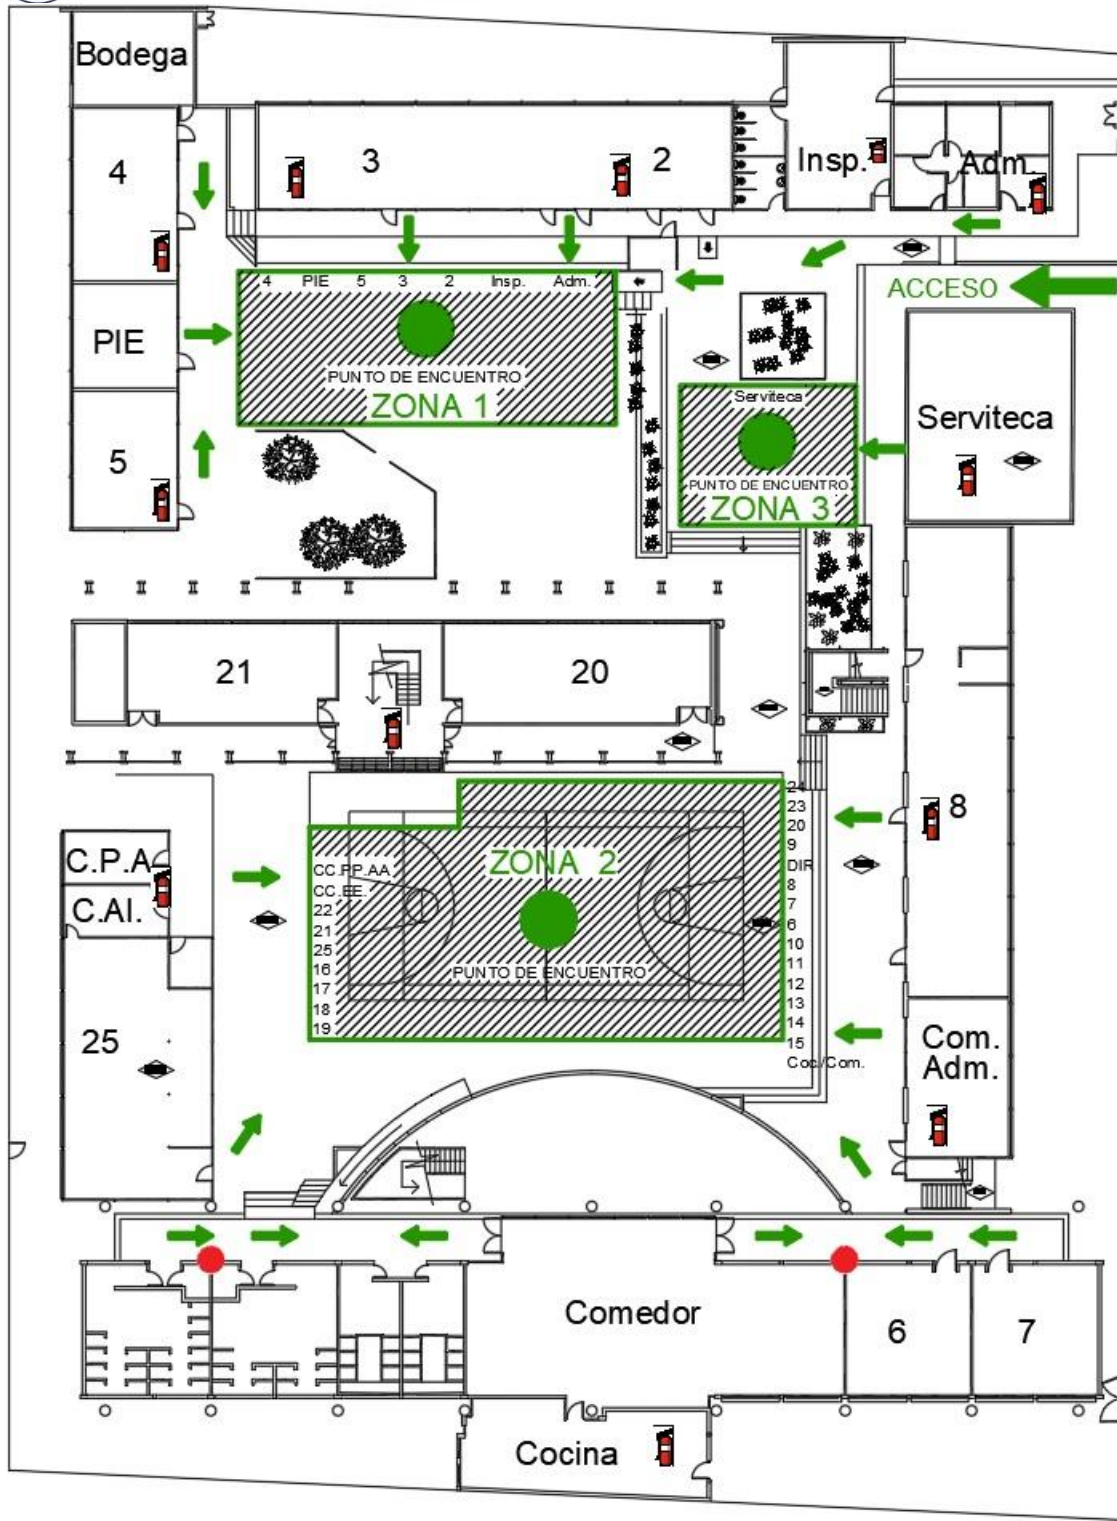 Bodega
4
3
2
Insp.
Adm.
ACCESO
4 PIE 5 3 2 Insp. Adm.
PUNTO DE ENCUENTRO
ZONA 1
PIE
5
Serviteca
PUNTO DE ENCUENTRO
ZONA 3
Serviteca
21
20
8
C.P.A
C.Al.
25
ZONA 2
PUNTO DE ENCUENTRO
CC.PP.AA
CC.EE.
22
21
25
16
17
18
19
24
23
20
9
DIR
8
7
6
10
11
12
13
14
15
Coc/Com.
Com.
Adm.
Comedor
6
7
Cocina